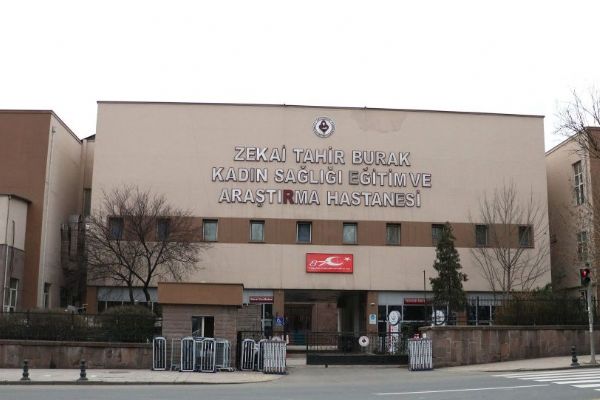 ZEKAİ TAHİR BURAK
KADIN SAĞLIĞI EĞİTİM VE
ARAŞTIRMA HASTANESİ